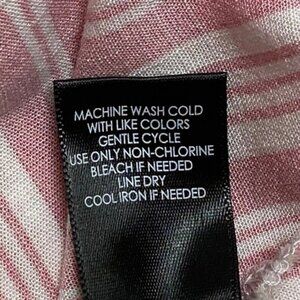 MACHINE WASH COLD
WITH LIKE COLORS
GENTLE CYCLE
USE ONLY NON-CHLORINE
BLEACH IF NEEDED
LINE DRY
COOL IRON IF NEEDED